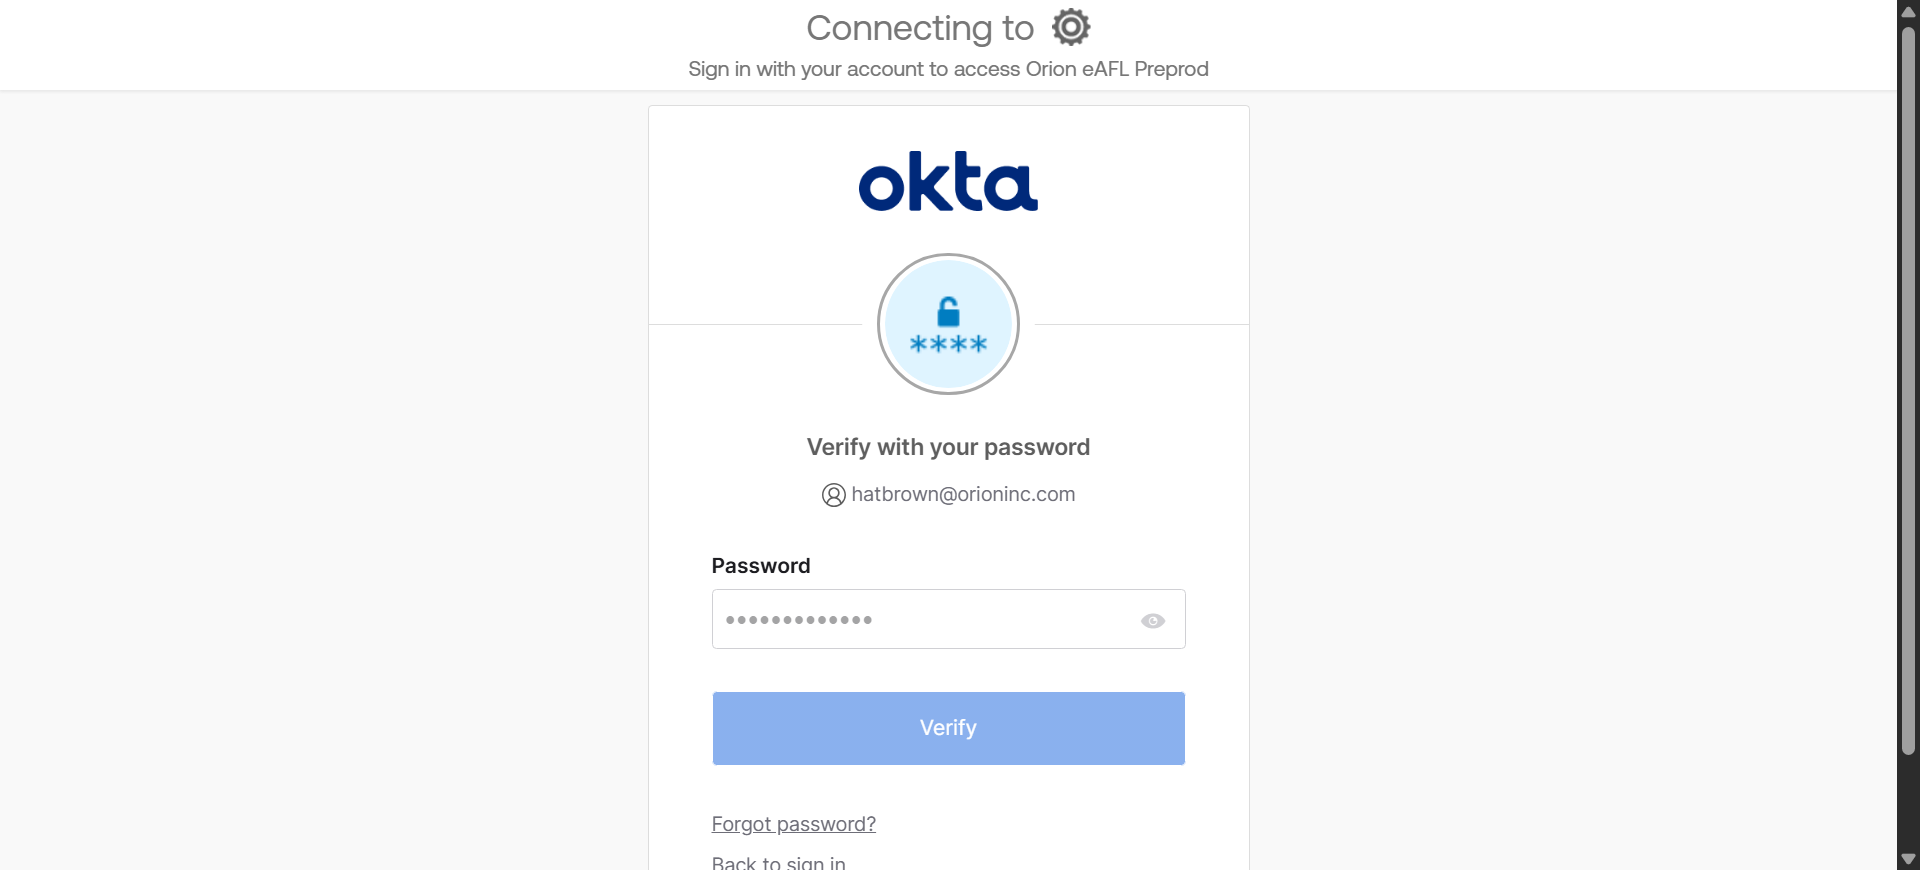 Connecting to
Sign in with your account to access Orion eAFL Preprod
okta
****
Verify with your password
hatbrown@orioninc.com
Password
•••••••••••••
Verify
Forgot password?
Back to sign in